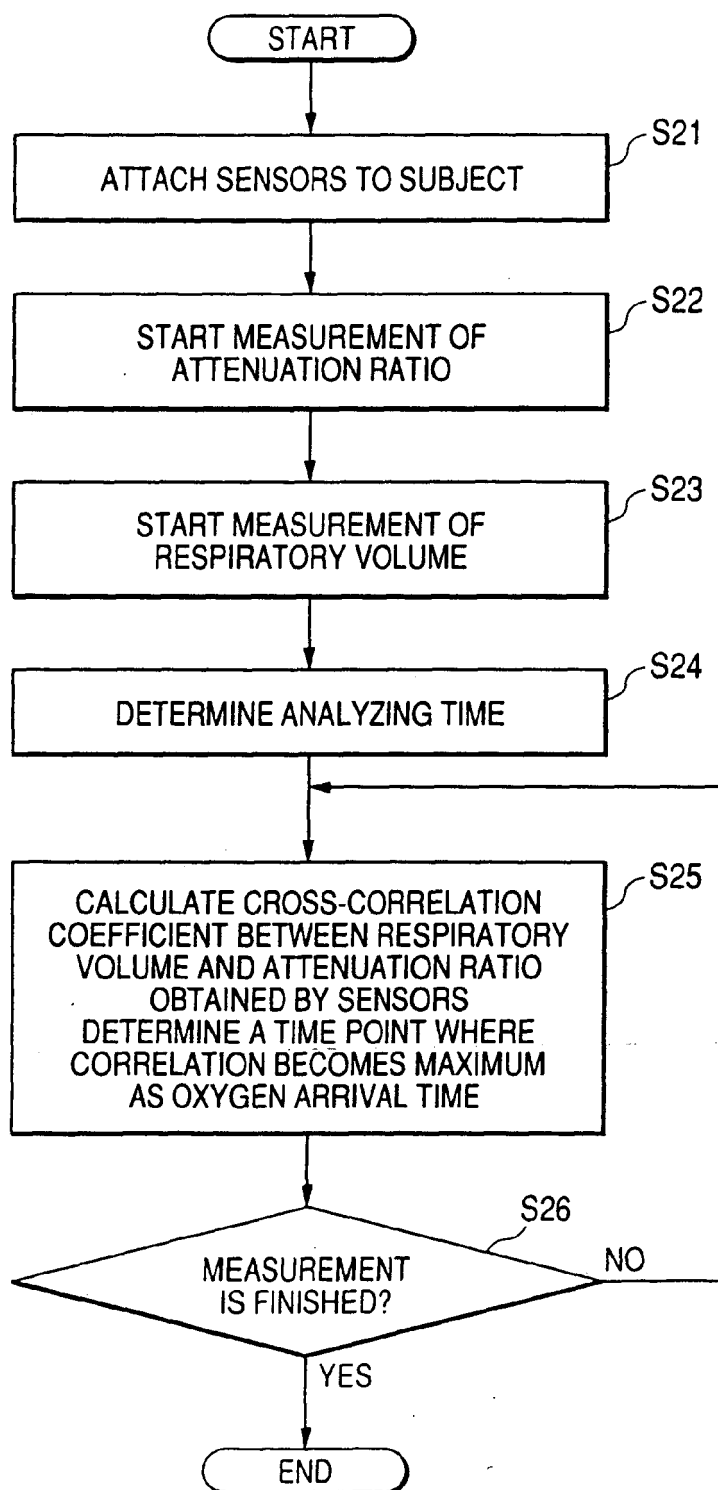 START
S21
ATTACH SENSORS TO SUBJECT
S22
START MEASUREMENT OF
ATTENUATION RATIO
S23
START MEASUREMENT OF
RESPIRATORY VOLUME
S24
DETERMINE ANALYZING TIME
S25
CALCULATE CROSS-CORRELATION
COEFFICIENT BETWEEN RESPIRATORY
VOLUME AND ATTENUATION RATIO
OBTAINED BY SENSORS
DETERMINE A TIME POINT WHERE
CORRELATION BECOMES MAXIMUM
AS OXYGEN ARRIVAL TIME
S26
MEASUREMENT
IS FINISHED?
NO
YES
END